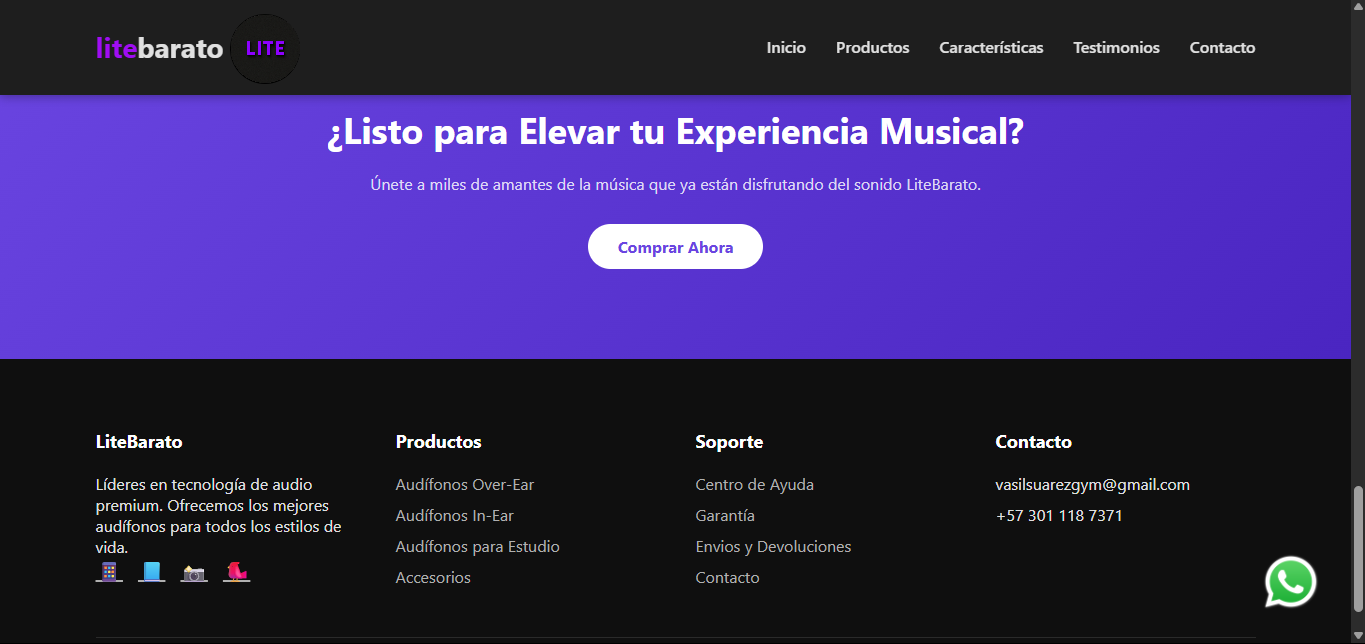 litebarato
LITE
Inicio
Productos
Características
Testimonios
Contacto
¿Listo para Elevar tu Experiencia Musical?
Únete a miles de amantes de la música que ya están disfrutando del sonido LiteBarato.
Comprar Ahora
LiteBarato
Líderes en tecnología de audio
premium. Ofrecemos los mejores
audífonos para todos los estilos de
vida.
Productos
Audífonos Over-Ear
Audífonos In-Ear
Audífonos para Estudio
Accesorios
Soporte
Centro de Ayuda
Garantía
Envios y Devoluciones
Contacto
Contacto
vasilsuarezgym@gmail.com
+57 301 118 7371